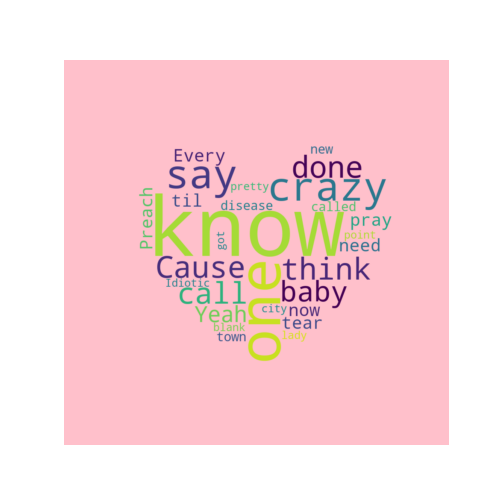 new
Every
done
say
crazy
pretty
til
disease
called
Preach
know
pray
got
point
need
Cause
think
one
Idiotic
call
baby
city
now
Yeah
tear
blank
town
lady